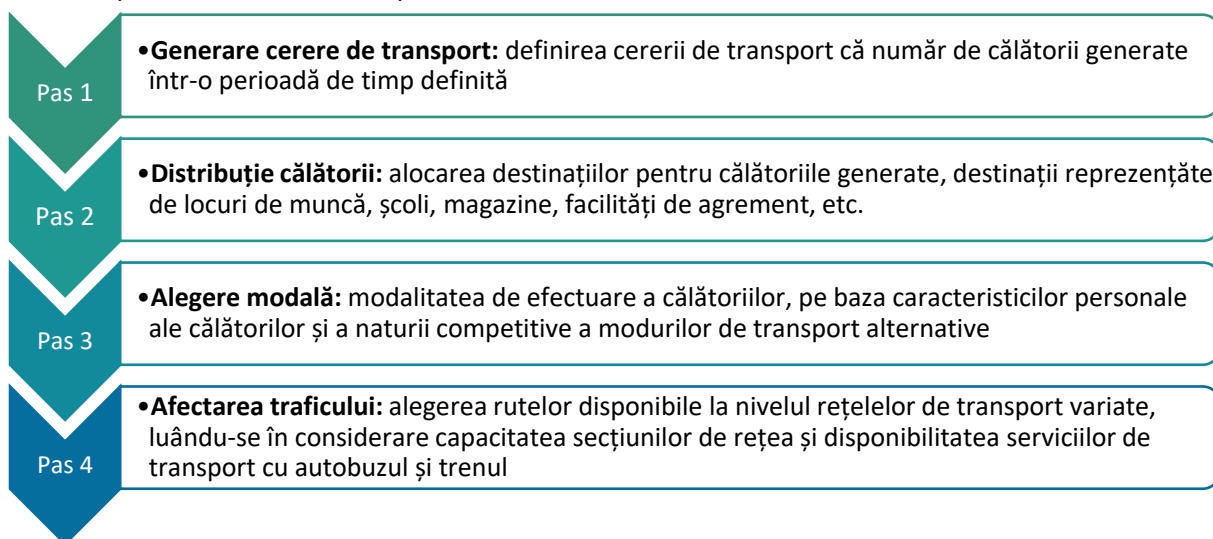 Pas 1
•Generare cerere de transport: definirea cererii de transport că număr de călătorii generate
într-o perioadă de timp definită
Pas 2
•Distribuție călătorii: alocarea destinațiilor pentru călătoriile generate, destinații reprezențăte
de locuri de muncă, școli, magazine, facilități de agrement, etc.
Pas 3
•Alegere modală: modalitatea de efectuare a călătoriilor, pe baza caracteristicilor personale
ale călătorilor și a naturii competitive a modurilor de transport alternative
Pas 4
•Afectarea traficului: alegerea rutelor disponibile la nivelul rețelelor de transport variate,
luându-se în considerare capacitatea secțiunilor de rețea și disponibilitatea serviciilor de
transport cu autobuzul și trenul